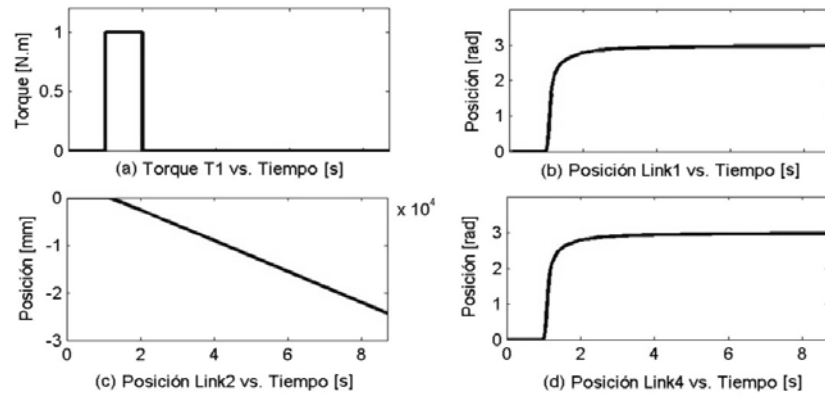 Torque [N.m]
1
0.5
0
(a) Torque T1 vs. Tiempo [s]
Posición [rad]
3
2
1
0
(b) Posición Link1 vs. Tiempo [s]
Posición [mm]
0
-1
-2
-3
x 10⁴
0 2 4 6 8
(c) Posición Link2 vs. Tiempo [s]
Posición [rad]
3
2
1
0
0 2 4 6 8
(d) Posición Link4 vs. Tiempo [s]